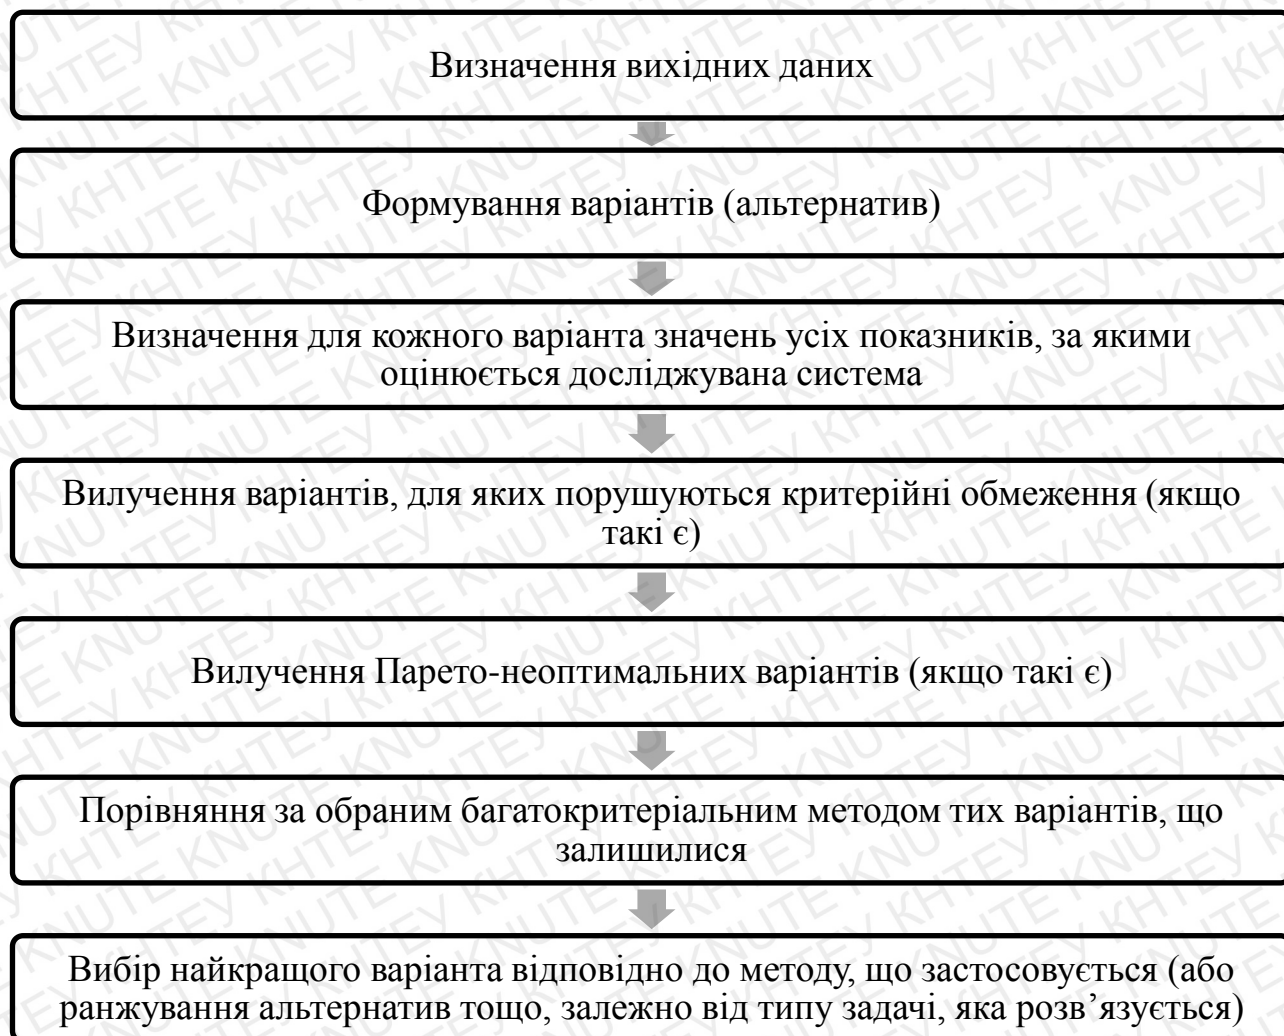 Визначення вихідних даних
Формування варіантів (альтернатив)
Визначення для кожного варіанта значень усіх показників, за якими
оцінюється досліджувана система
Вилучення варіантів, для яких порушуються критерійні обмеження (якщо
такі є)
Вилучення Парето-неоптимальних варіантів (якщо такі є)
Порівняння за обраним багатокритеріальним методом тих варіантів, що
залишилися
Вибір найкращого варіанта відповідно до методу, що застосовується (або
ранжування альтернатив тощо, залежно від типу задачі, яка розв’язується)